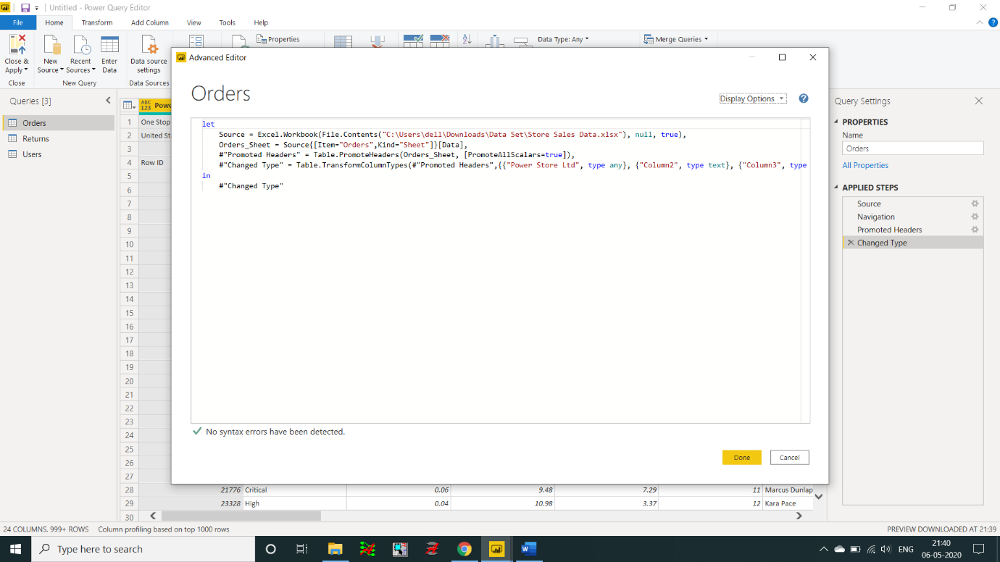 Untitled - Power Query Editor
File Home Transform Add Column View Tools Help
Close & Apply
New Source
Recent Sources
Enter Data
Data source settings
Properties
Data Type: Any
Merge Queries
Close
New Query
Data Sources
Queries [3]
Orders
Returns
Users
ABC 123 Powe
1 One Stop
2 United St
3
4 Row ID
5
6
7
8
9
10
11
12
13
14
15
16
17
18
19
20
21
22
23
24
25
26
27
28 21776 Critical 0.06 9.48 7.29 11 Marcus Dunlap
29 23328 High 0.04 10.98 3.37 12 Kara Pace
30
Advanced Editor
Orders
Display Options
let
Source = Excel.Workbook(File.Contents("C:\Users\dell\Downloads\Data Set\Store Sales Data.xlsx"), null, true),
Orders_Sheet = Source{[Item="Orders",Kind="Sheet"]}[Data],
#"Promoted Headers" = Table.PromoteHeaders(Orders_Sheet, [PromoteAllScalars=true]),
#"Changed Type" = Table.TransformColumnTypes(#"Promoted Headers",{{"Power Store Ltd", type any}, {"Column2", type text}, {"Column3", type
in
#"Changed Type"
No syntax errors have been detected.
Done
Cancel
Query Settings
PROPERTIES
Name
Orders
All Properties
APPLIED STEPS
Source
Navigation
Promoted Headers
Changed Type
24 COLUMNS, 999+ ROWS Column profiling based on top 1000 rows
PREVIEW DOWNLOADED AT 21:39
Type here to search
ENG
21:40
06-05-2020